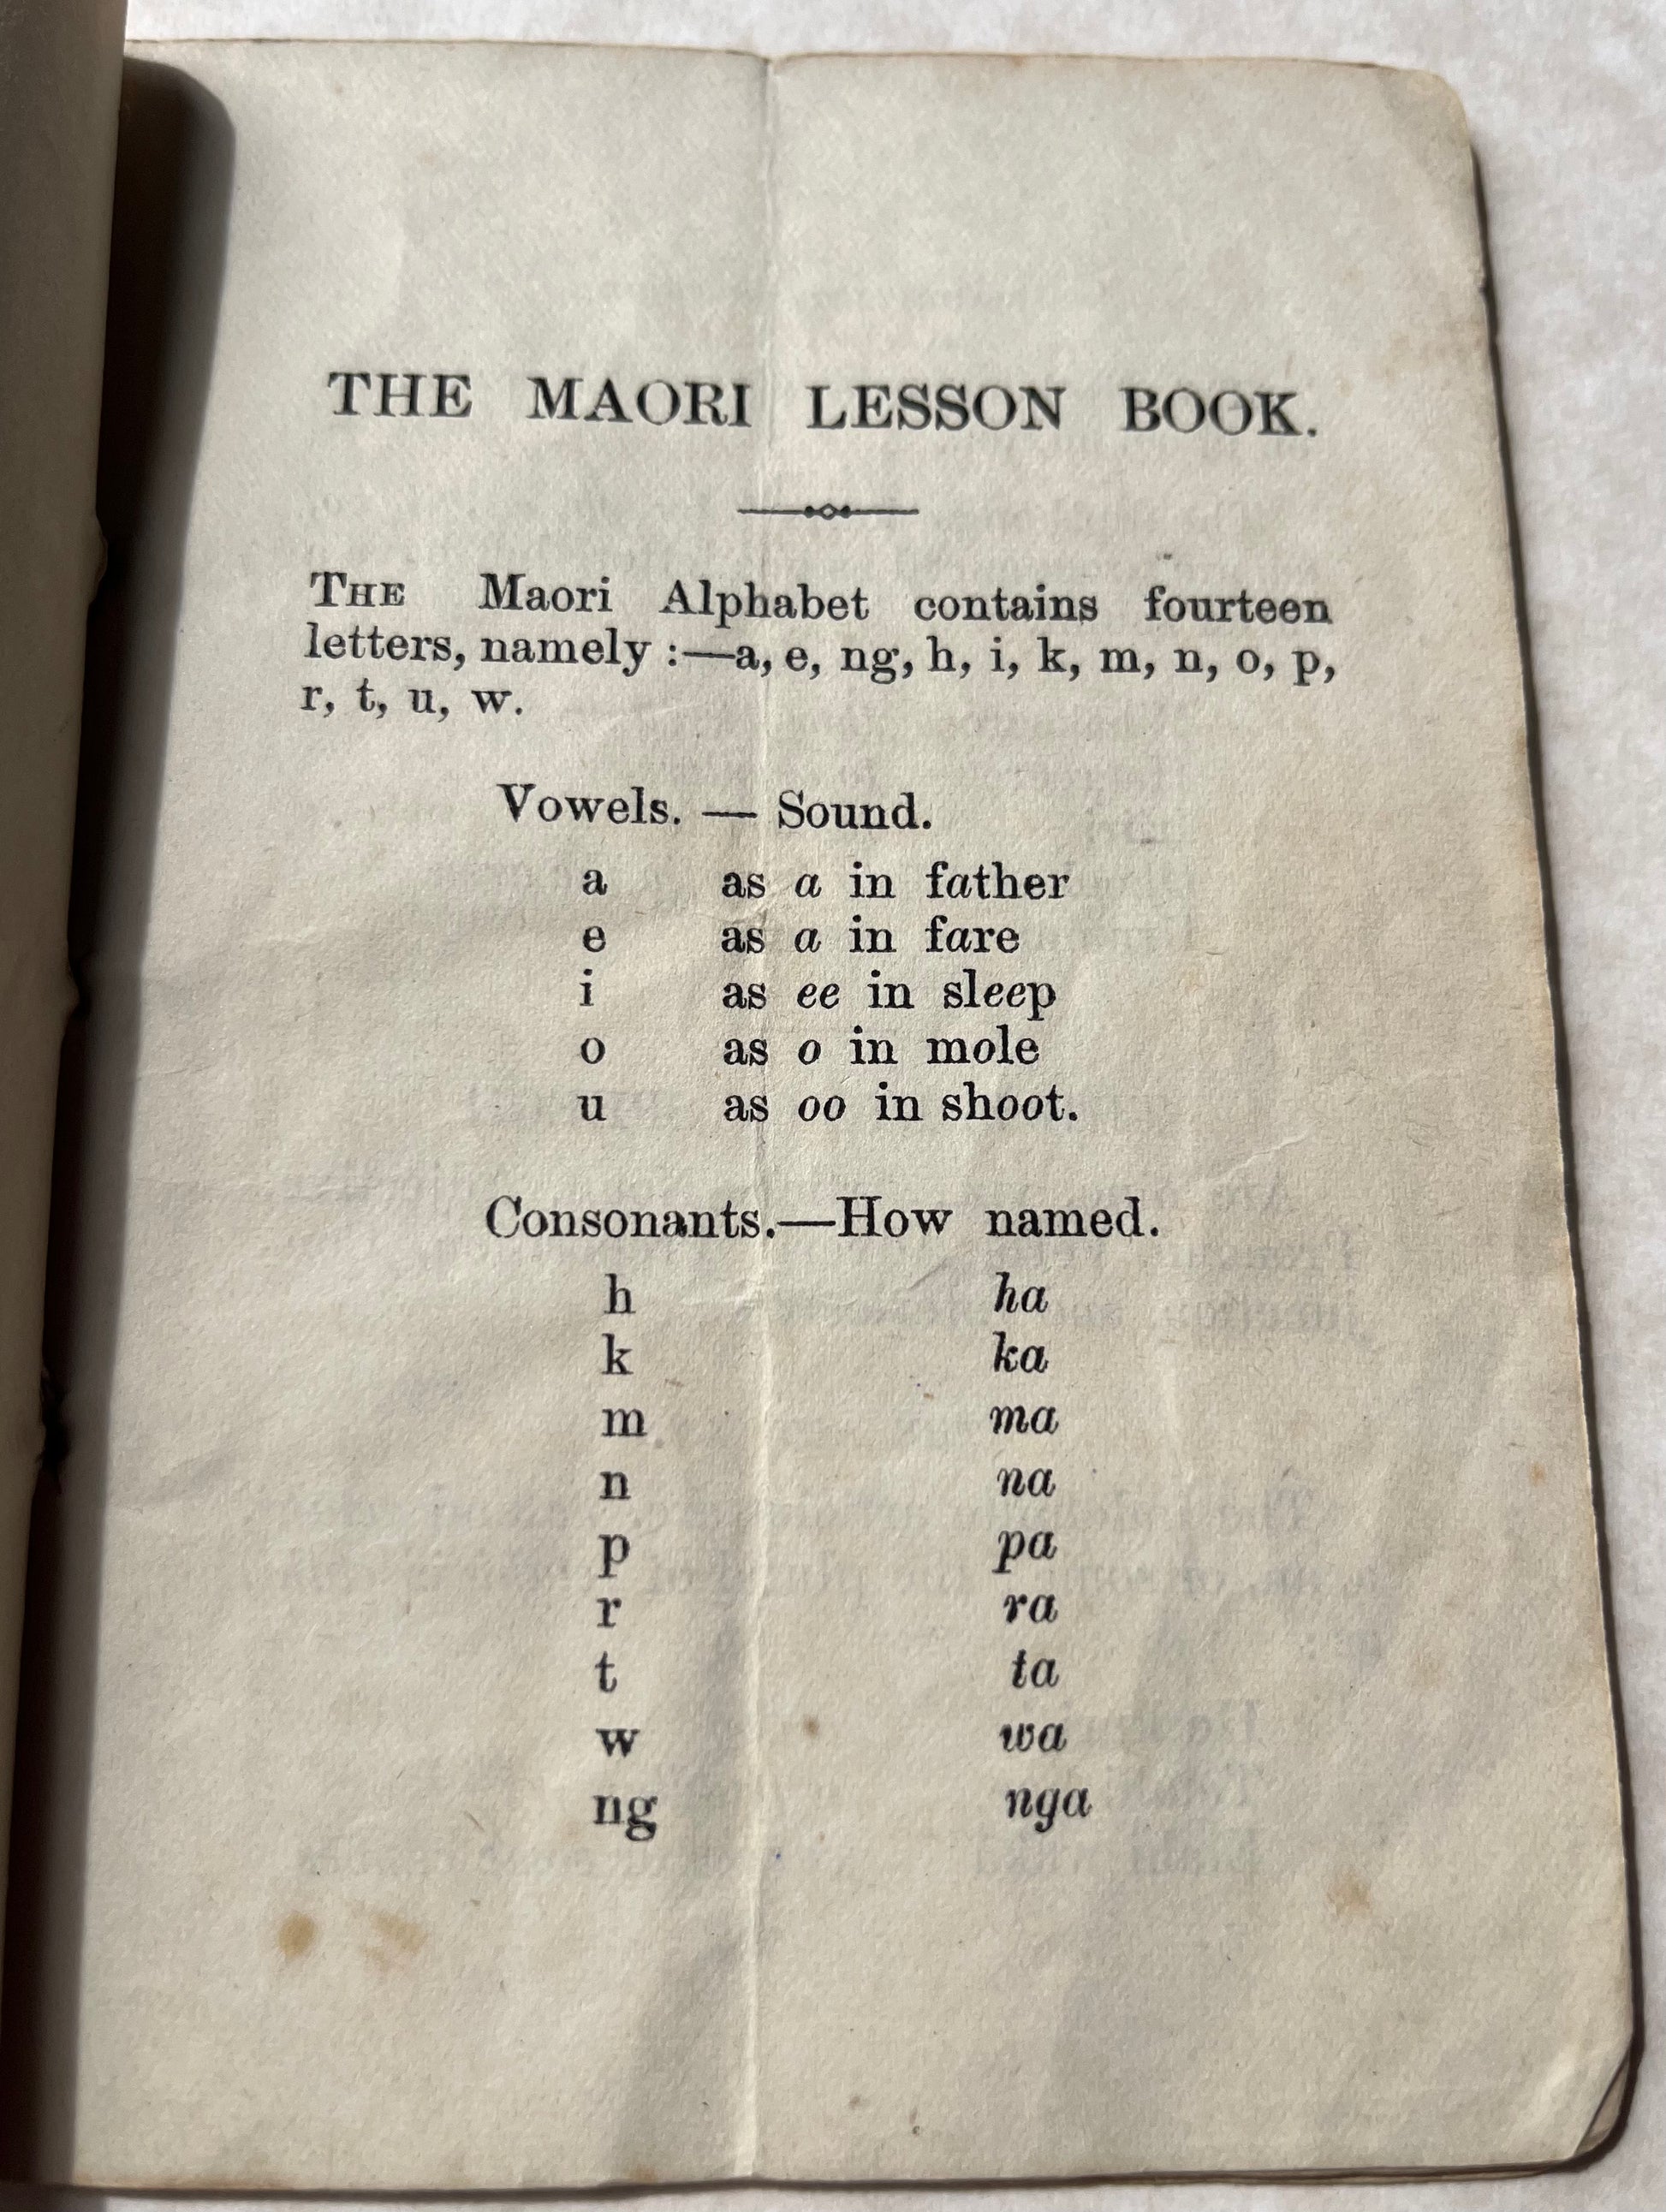 THE MAORI LESSON BOOK.
THE Maori Alphabet contains fourteen
letters, namely :—a, e, ng, h, i, k, m, n, o, p,
r, t, u, w.
Vowels. — Sound.
a as a in father
e as a in fare
i as ee in sleep
o as o in mole
u as oo in shoot.
Consonants.—How named.
h ha
k ka
m ma
n na
p pa
r ra
t ta
w wa
ng nga